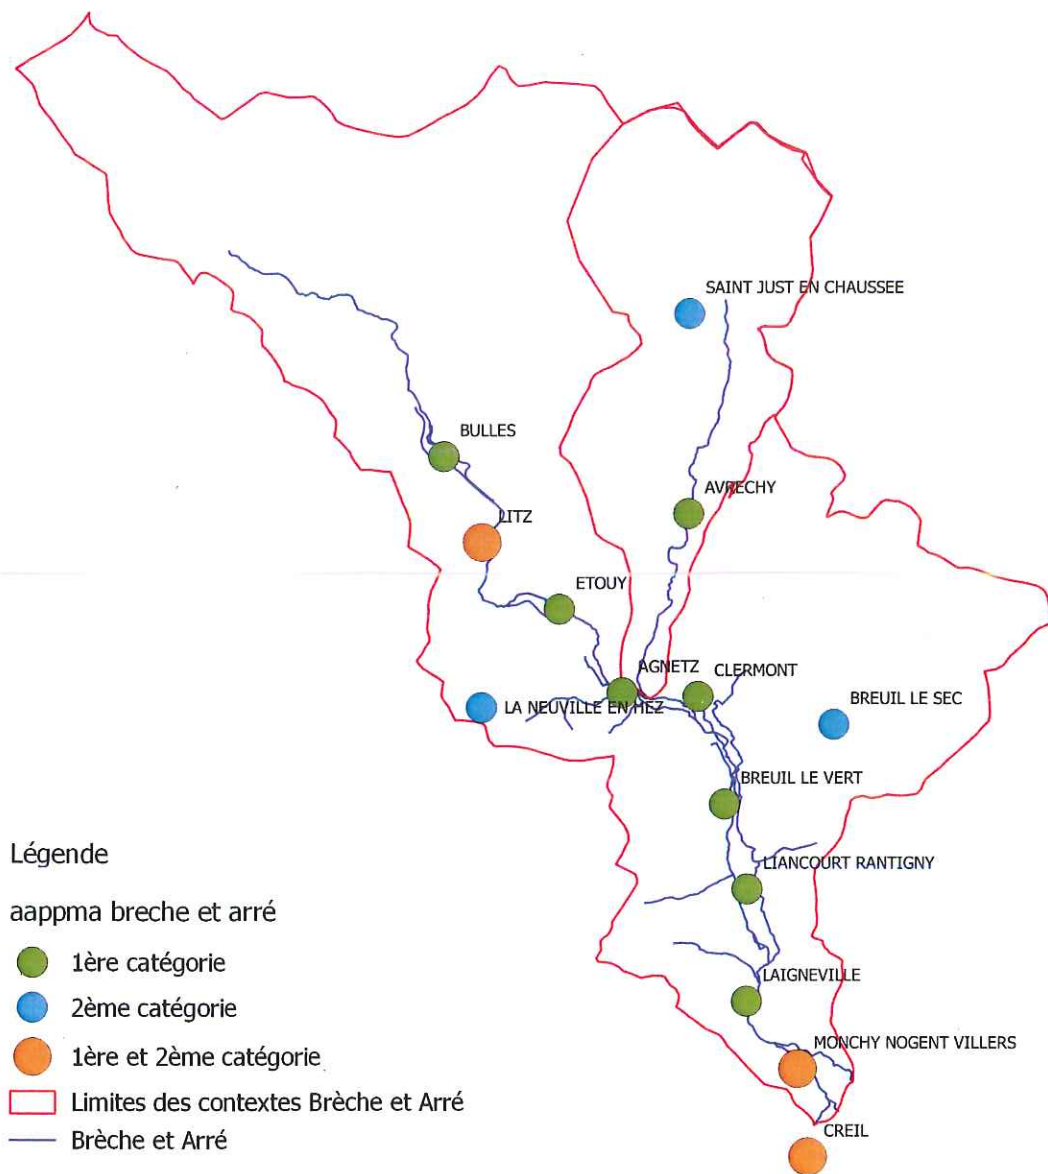 SAINT JUST EN CHAUSSEE
BULLES
AVRECHY
LITZ
ETOUY
AGNETZ
CLERMONT
LA NEUVILLE EN HEZ
BREUIL LE SEC
BREUIL LE VERT
LIANCOURT RANTIGNY
LAIGNEVILLE
MONCHY NOGENT VILLERS
CREIL
Légende
aappma breche et arré
1ère catégorie
2ème catégorie
1ère et 2ème catégorie
Limites des contextes Brèche et Arré
Brèche et Arré